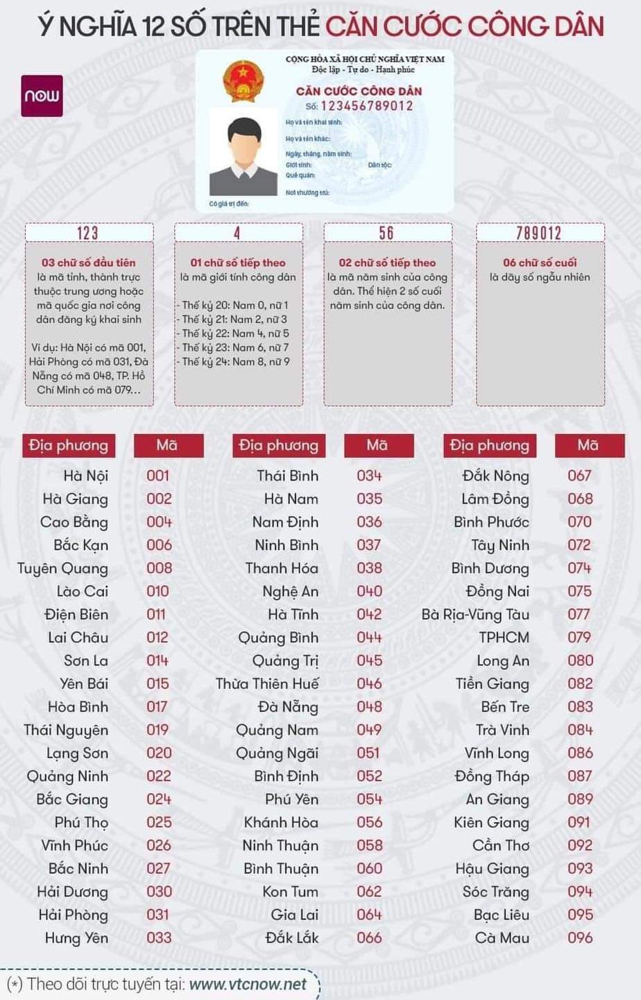 Ý NGHĨA 12 SỐ TRÊN THẺ CĂN CƯỚC CÔNG DÂN
now
CỘNG HÒA XÃ HỘI CHỦ NGHĨA VIỆT NAM
Độc lập - Tự do - Hạnh phúc
CĂN CƯỚC CÔNG DÂN
Số: 123456789012
Họ và tên khai sinh:
Họ và tên khác:
Ngày, tháng, năm sinh:
Giới tính: Dân tộc:
Quê quán:
Nơi thường trú:
Có giá trị đến:
123
03 chữ số đầu tiên
là mã tỉnh, thành trực
thuộc trung ương hoặc
mã quốc gia nơi công
dân đăng ký khai sinh
Ví dụ: Hà Nội có mã 001,
Hải Phòng có mã 031, Đà
Nẵng có mã 048, TP. Hồ
Chí Minh có mã 079...
4
01 chữ số tiếp theo
là mã giới tính công dân
- Thế kỷ 20: Nam 0, nữ 1
- Thế kỷ 21: Nam 2, nữ 3
- Thế kỷ 22: Nam 4, nữ 5
- Thế kỷ 23: Nam 6, nữ 7
- Thế kỷ 24: Nam 8, nữ 9
56
02 chữ số tiếp theo
là mã năm sinh của công
dân. Thể hiện 2 số cuối
năm sinh của công dân.
789012
06 chữ số cuối
là dãy số ngẫu nhiên
Địa phương Mã Địa phương Mã Địa phương Mã
Hà Nội 001 Thái Bình 034 Đắk Nông 067
Hà Giang 002 Hà Nam 035 Lâm Đồng 068
Cao Bằng 004 Nam Định 036 Bình Phước 070
Bắc Kạn 006 Ninh Bình 037 Tây Ninh 072
Tuyên Quang 008 Thanh Hóa 038 Bình Dương 074
Lào Cai 010 Nghệ An 040 Đồng Nai 075
Điện Biên 011 Hà Tĩnh 042 Bà Rịa-Vũng Tàu 077
Lai Châu 012 Quảng Bình 044 TPHCM 079
Sơn La 014 Quảng Trị 045 Long An 080
Yên Bái 015 Thừa Thiên Huế 046 Tiền Giang 082
Hòa Bình 017 Đà Nẵng 048 Bến Tre 083
Thái Nguyên 019 Quảng Nam 049 Trà Vinh 084
Lạng Sơn 020 Quảng Ngãi 051 Vĩnh Long 086
Quảng Ninh 022 Bình Định 052 Đồng Tháp 087
Bắc Giang 024 Phú Yên 054 An Giang 089
Phú Thọ 025 Khánh Hòa 056 Kiên Giang 091
Vĩnh Phúc 026 Ninh Thuận 058 Cần Thơ 092
Bắc Ninh 027 Bình Thuận 060 Hậu Giang 093
Hải Dương 030 Kon Tum 062 Sóc Trăng 094
Hải Phòng 031 Gia Lai 064 Bạc Liêu 095
Hưng Yên 033 Đắk Lắk 066 Cà Mau 096
(*) Theo dõi trực tuyến tại: www.vtcnow.net